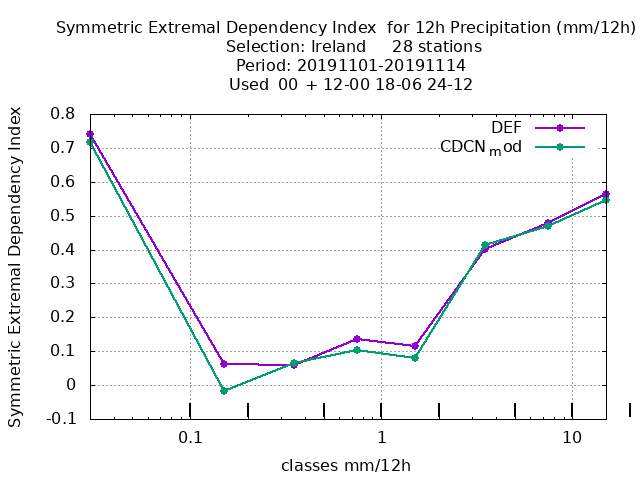 Symmetric Extremal Dependency Index for 12h Precipitation (mm/12h)
Selection: Ireland 28 stations
Period: 20191101-20191114
Used 00 + 12-00 18-06 24-12
DEF
CDCNmod
Symmetric Extremal Dependency Index
0.8
0.7
0.6
0.5
0.4
0.3
0.2
0.1
0
-0.1
0.1
1
10
classes mm/12h